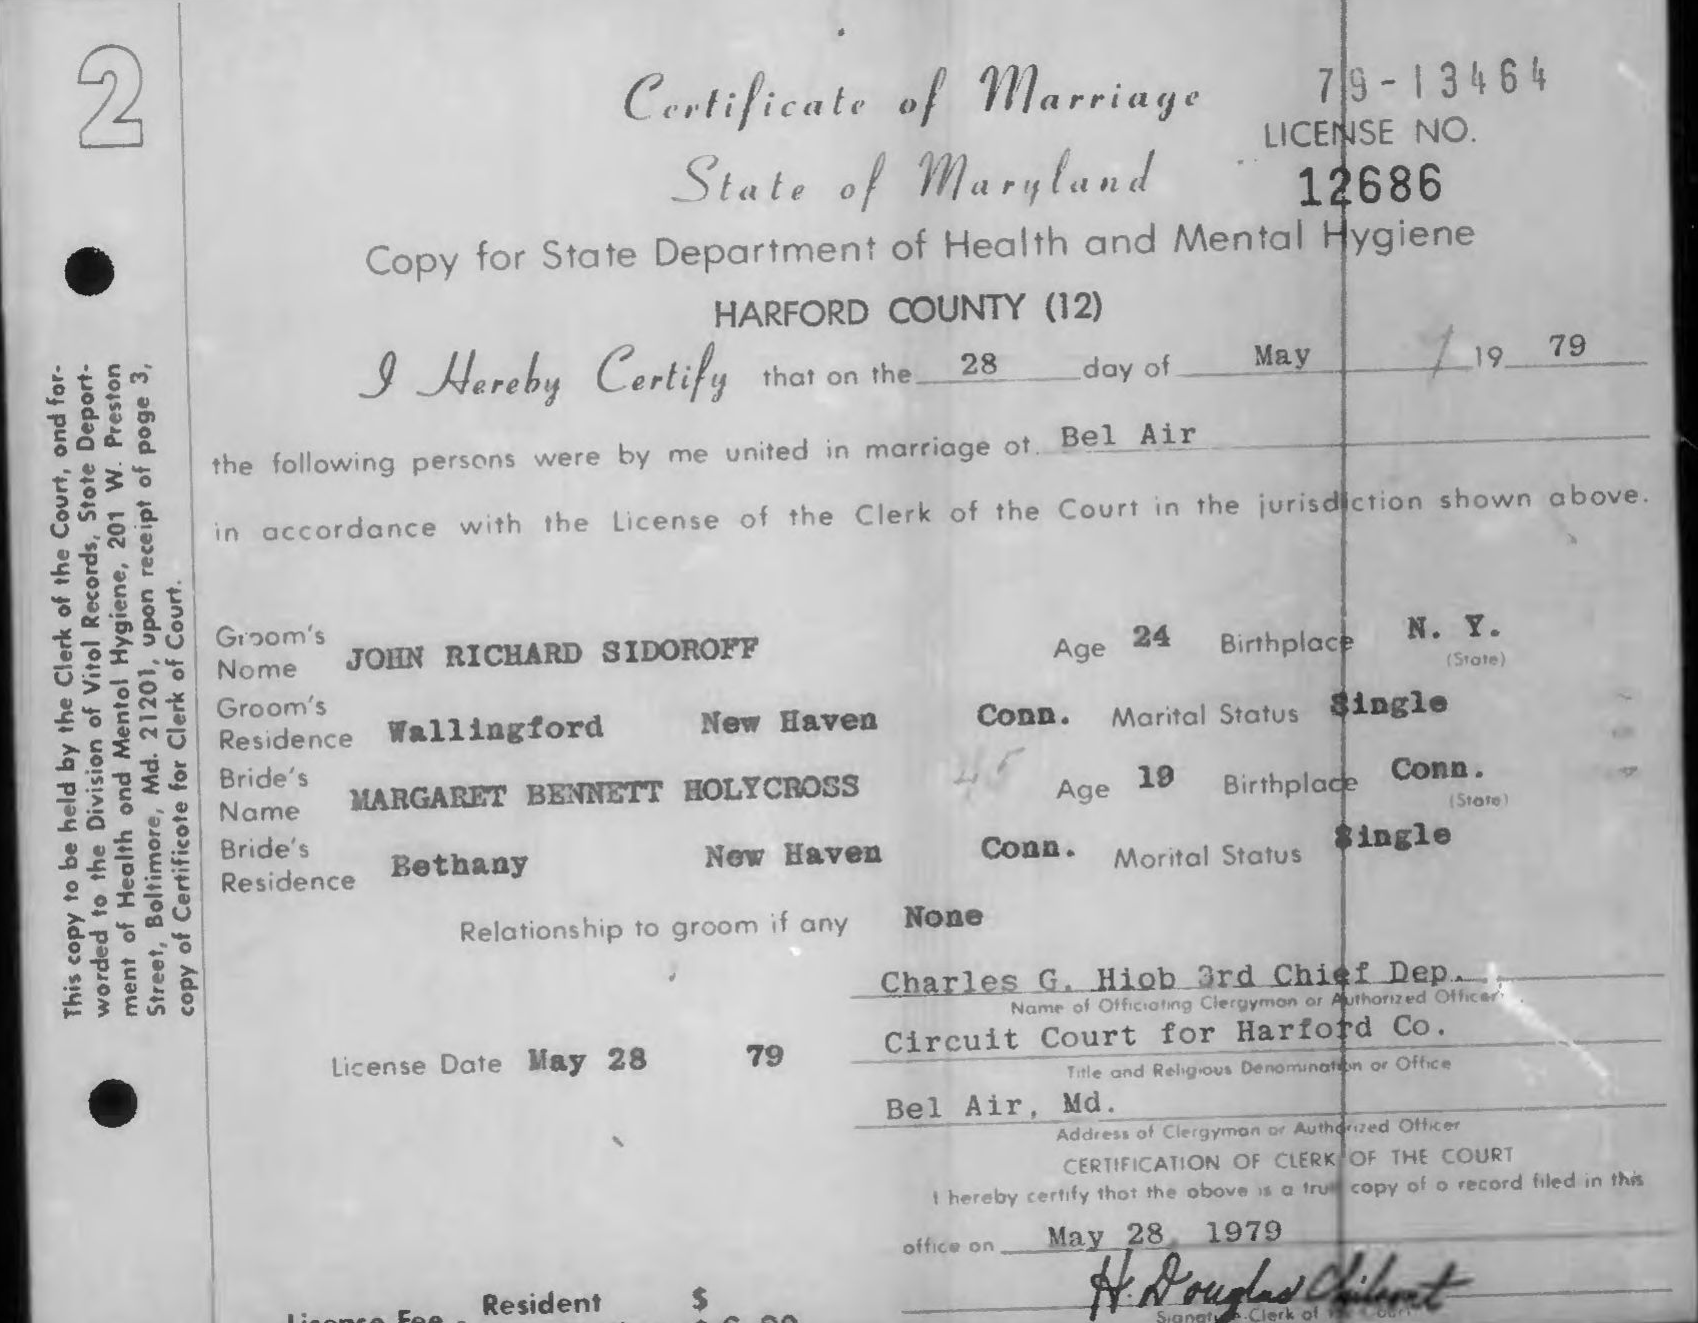 2
This copy to be held by the Clerk of the Court, and for-
warded to the Division of Vital Records, State Depart-
ment of Health and Mental Hygiene, 201 W. Preston
Street, Baltimore, Md. 21201, upon receipt of page 3,
copy of Certificate for Clerk of Court.
Certificate of Marriage
79-13464
LICENSE NO.
State of Maryland
12686
Copy for State Department of Health and Mental Hygiene
HARFORD COUNTY (12)
I Hereby Certify that on the 28 day of May 19 79
the following persons were by me united in marriage at Bel Air
in accordance with the License of the Clerk of the Court in the jurisdiction shown above.
Groom's Name JOHN RICHARD SIDOROFF Age 24 Birthplace N. Y.
(State)
Groom's Residence Wallingford New Haven Conn. Marital Status Single
Bride's Name MARGARET BENNETT HOLYCROSS 45 Age 19 Birthplace Conn.
(State)
Bride's Residence Bethany New Haven Conn. Marital Status Single
Relationship to groom if any None
Charles G. Hiob 3rd Chief Dep.
Name of Officiating Clergyman or Authorized Officer
Circuit Court for Harford Co.
License Date May 28 79
Title and Religious Denomination or Office
Bel Air, Md.
Address of Clergyman or Authorized Officer
CERTIFICATION OF CLERK OF THE COURT
I hereby certify that the above is a true copy of a record filed in this
office on May 28, 1979
H. Douglas Chilcoat
Resident $
License Fee
Clerk of